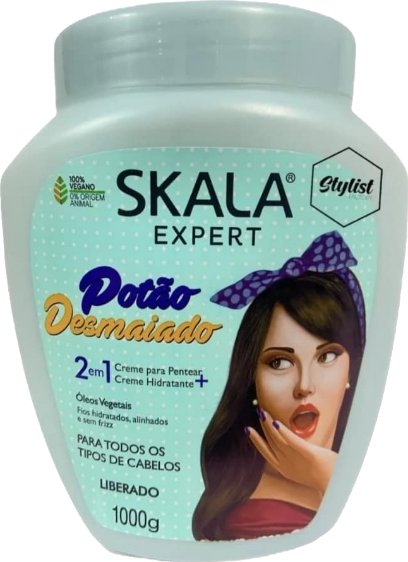 100%
VEGANO
0% ORIGEM
ANIMAL
Stylist
SKALA®
EXPERT
Potão
Desmaiado
2em1 Creme para Pentear
Creme Hidratante +
Óleos Vegetais
Fios hidratados, alinhados
e sem frizz
PARA TODOS OS
TIPOS DE CABELOS
LIBERADO
1000g